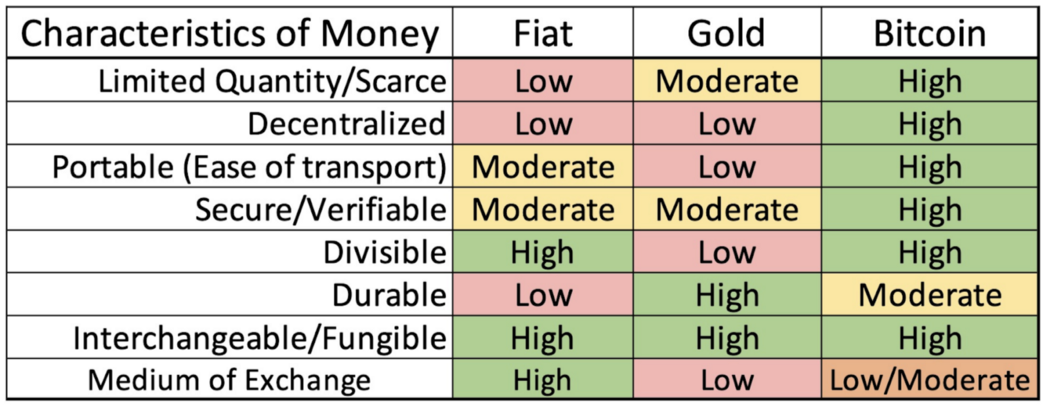 Characteristics of Money Fiat Gold Bitcoin
Limited Quantity/Scarce Low Moderate High
Decentralized Low Low High
Portable (Ease of transport) Moderate Low High
Secure/Verifiable Moderate Moderate High
Divisible High Low High
Durable Low High Moderate
Interchangeable/Fungible High High High
Medium of Exchange High Low Low/Moderate